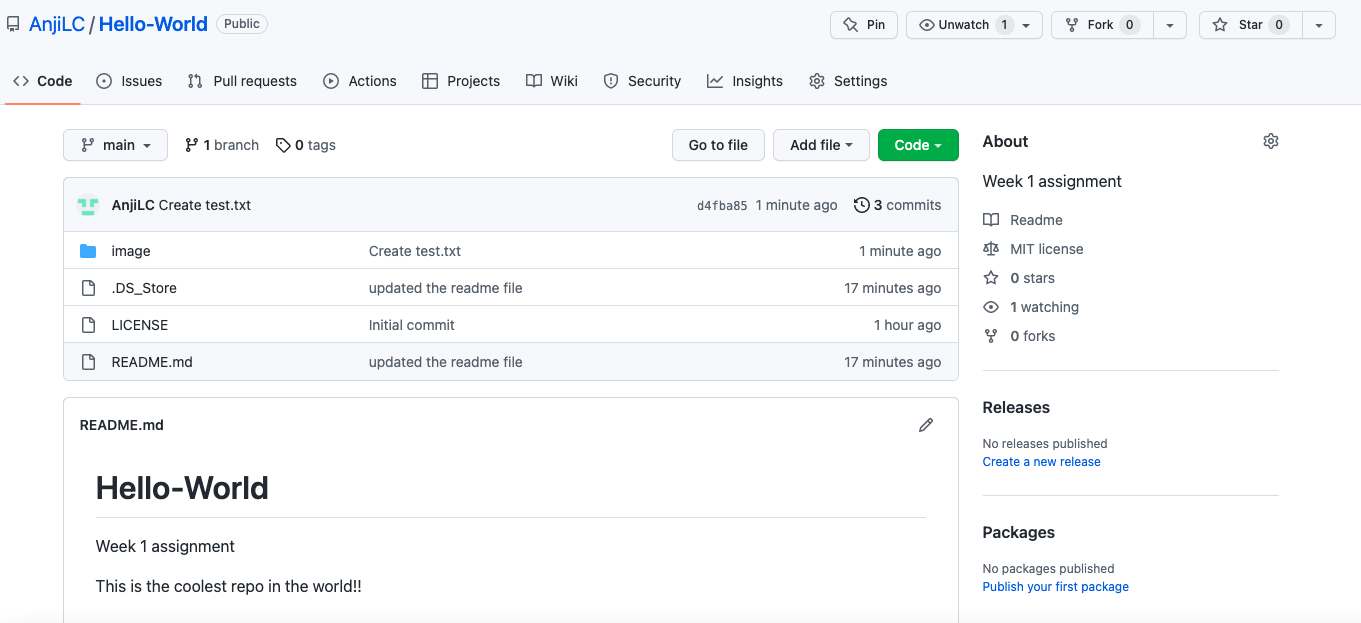 AnjiLC / Hello-World Public
Pin Unwatch 1 Fork 0 Star 0
Code Issues Pull requests Actions Projects Wiki Security Insights Settings
main 1 branch 0 tags Go to file Add file Code
AnjiLC Create test.txt d4fba85 1 minute ago 3 commits
image Create test.txt 1 minute ago
.DS_Store updated the readme file 17 minutes ago
LICENSE Initial commit 1 hour ago
README.md updated the readme file 17 minutes ago
README.md
Hello-World
Week 1 assignment
This is the coolest repo in the world!!
About
Week 1 assignment
Readme
MIT license
0 stars
1 watching
0 forks
Releases
No releases published
Create a new release
Packages
No packages published
Publish your first package